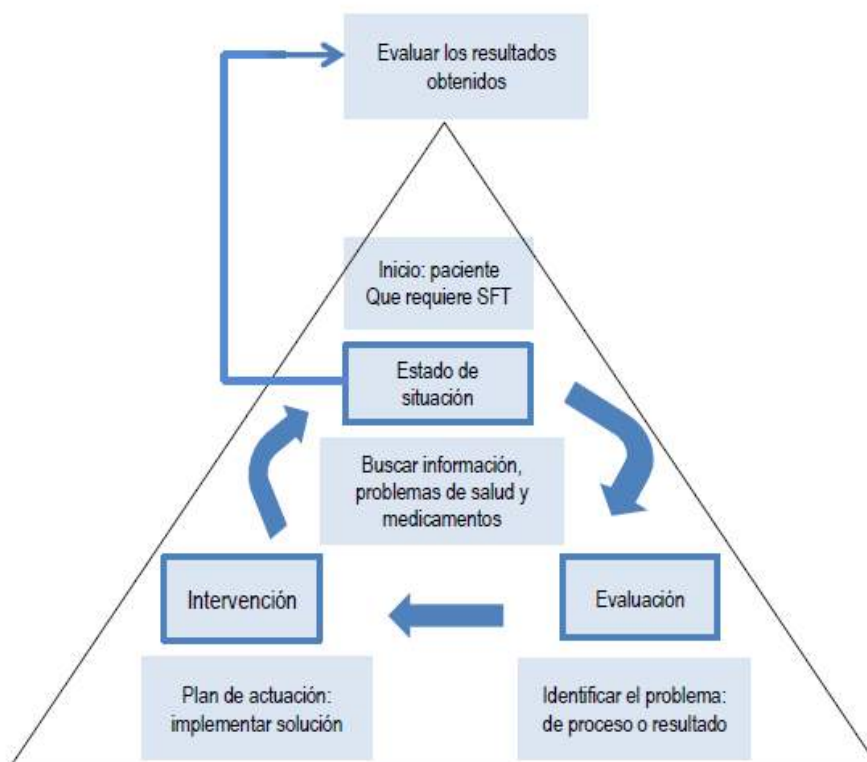 Evaluar los resultados
obtenidos
Inicio: paciente
Que requiere SFT
Estado de
situación
Buscar información,
problemas de salud y
medicamentos
Intervención
Evaluación
Plan de actuación:
implementar solución
Identificar el problema:
de proceso o resultado